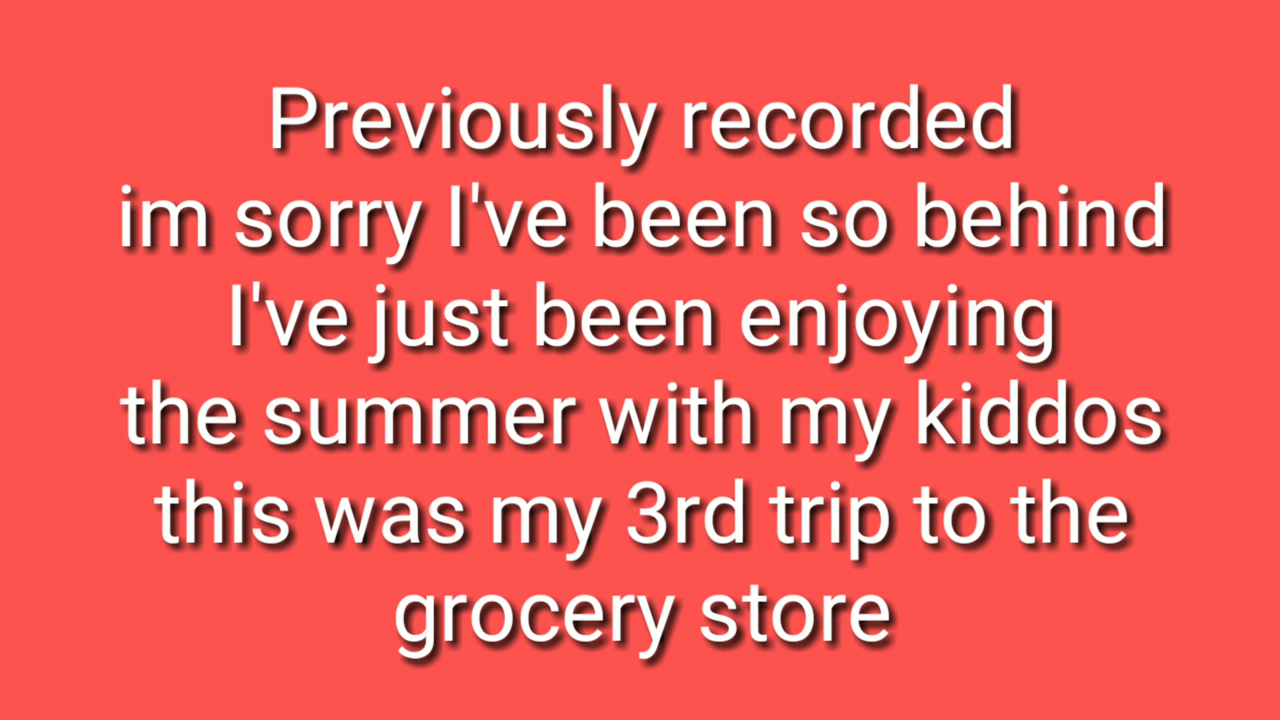 Previously recorded
im sorry I've been so behind
I've just been enjoying
the summer with my kiddos
this was my 3rd trip to the
grocery store